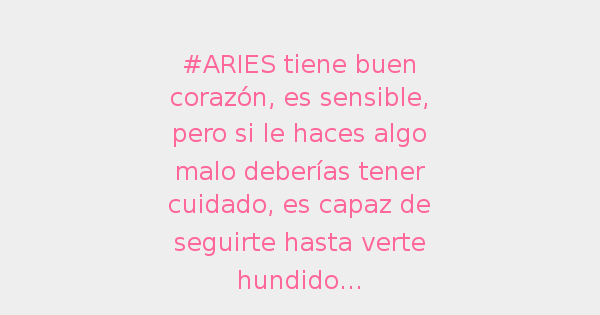 #ARIES tiene buen
corazón, es sensible,
pero si le haces algo
malo deberías tener
cuidado, es capaz de
seguirte hasta verte
hundido...